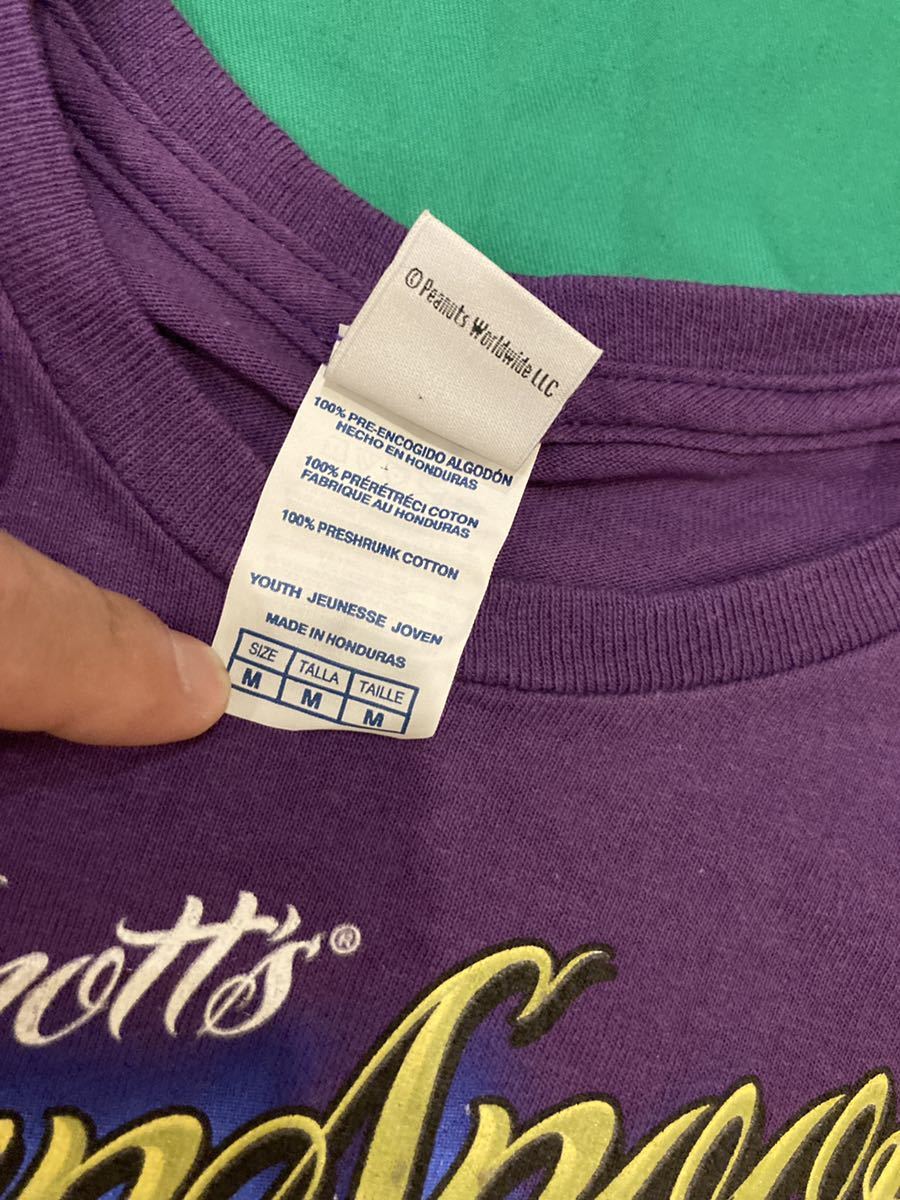 © Peanuts Worldwide LLC
100% PRE-ENCOGIDO ALGODÓN
HECHO EN HONDURAS
100% PRÉRÉTRÉCI COTON
FABRIQUE AU HONDURAS
100% PRESHRUNK COTTON
YOUTH JEUNESSE JOVEN
MADE IN HONDURAS
SIZE TALLA TAILLE
M M M
nott's®